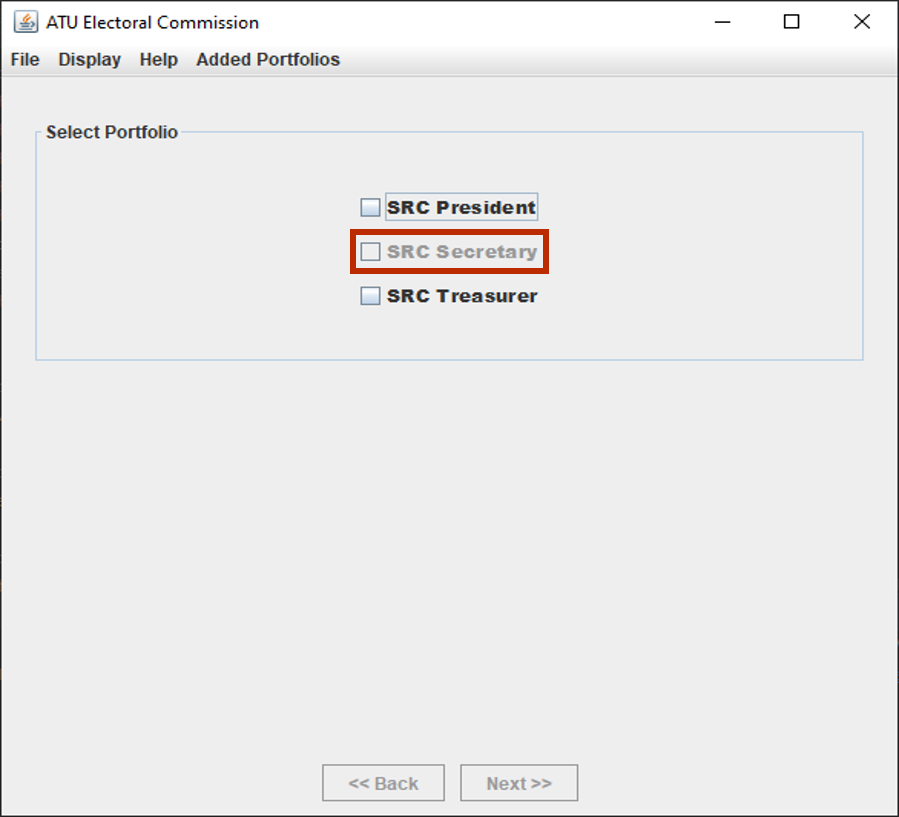 ATU Electoral Commission
File Display Help Added Portfolios
Select Portfolio
SRC President
SRC Secretary
SRC Treasurer
<< Back Next >>